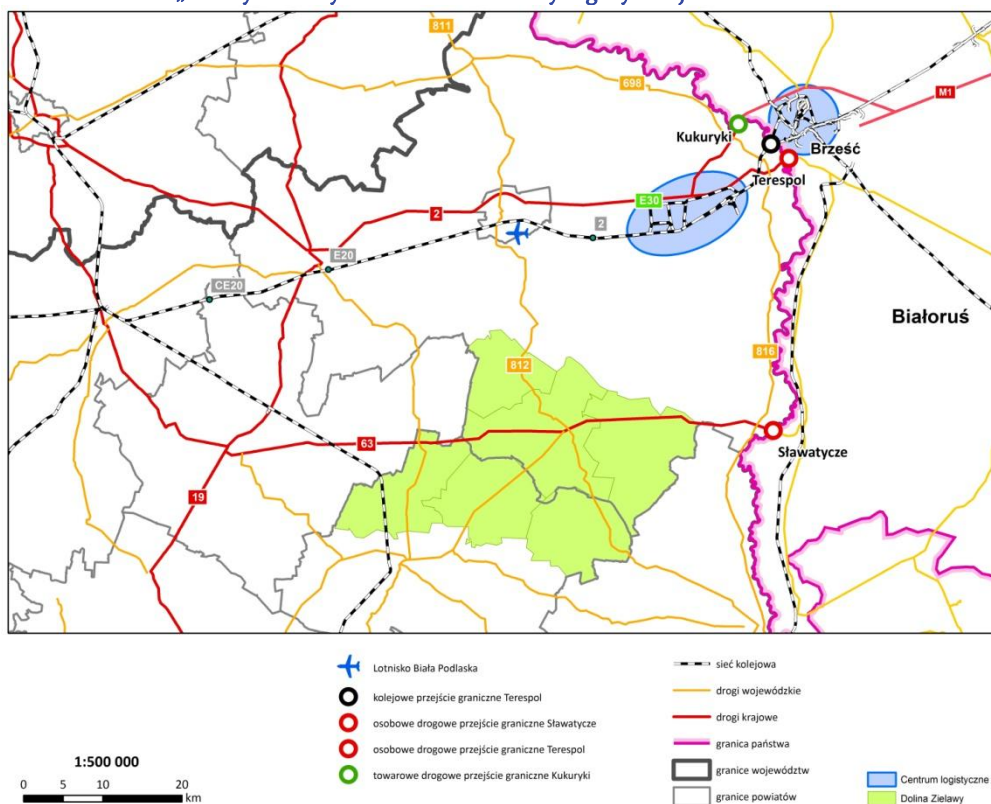 811
698
M1
Kukuryki
Brześć
Terespol
E30
2
2
E20
CE20
Białoruś
812
816
63
Sławatycze
19
Lotnisko Biała Podlaska
kolejowe przejście graniczne Terespol
osobowe drogowe przejście graniczne Sławatycze
osobowe drogowe przejście graniczne Terespol
towarowe drogowe przejście graniczne Kukuryki
sieć kolejowa
drogi wojewódzkie
drogi krajowe
granica państwa
granice województw
granice powiatów
Centrum logistyczne
Dolina Zielawy
1:500 000
0 5 10 20
km